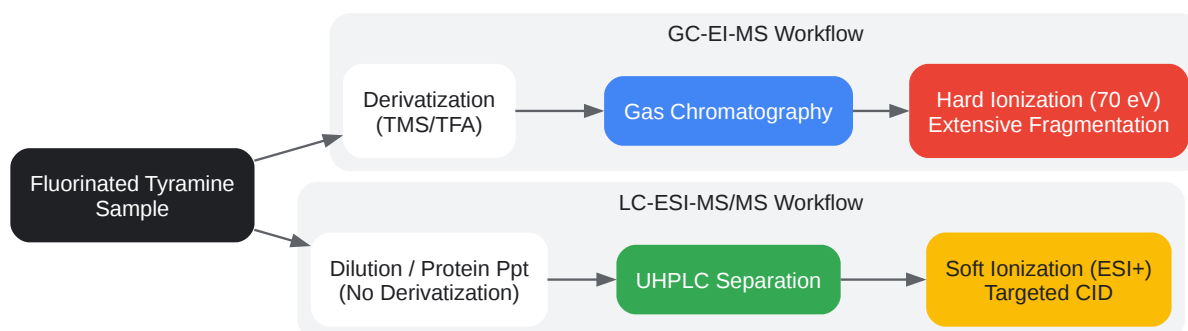 GC-EI-MS Workflow
Derivatization
(TMS/TFA)
Gas Chromatography
Hard Ionization (70 eV)
Extensive Fragmentation
Fluorinated Tyramine
Sample
LC-ESI-MS/MS Workflow
Dilution / Protein Ppt
(No Derivatization)
UHPLC Separation
Soft Ionization (ESI+)
Targeted CID